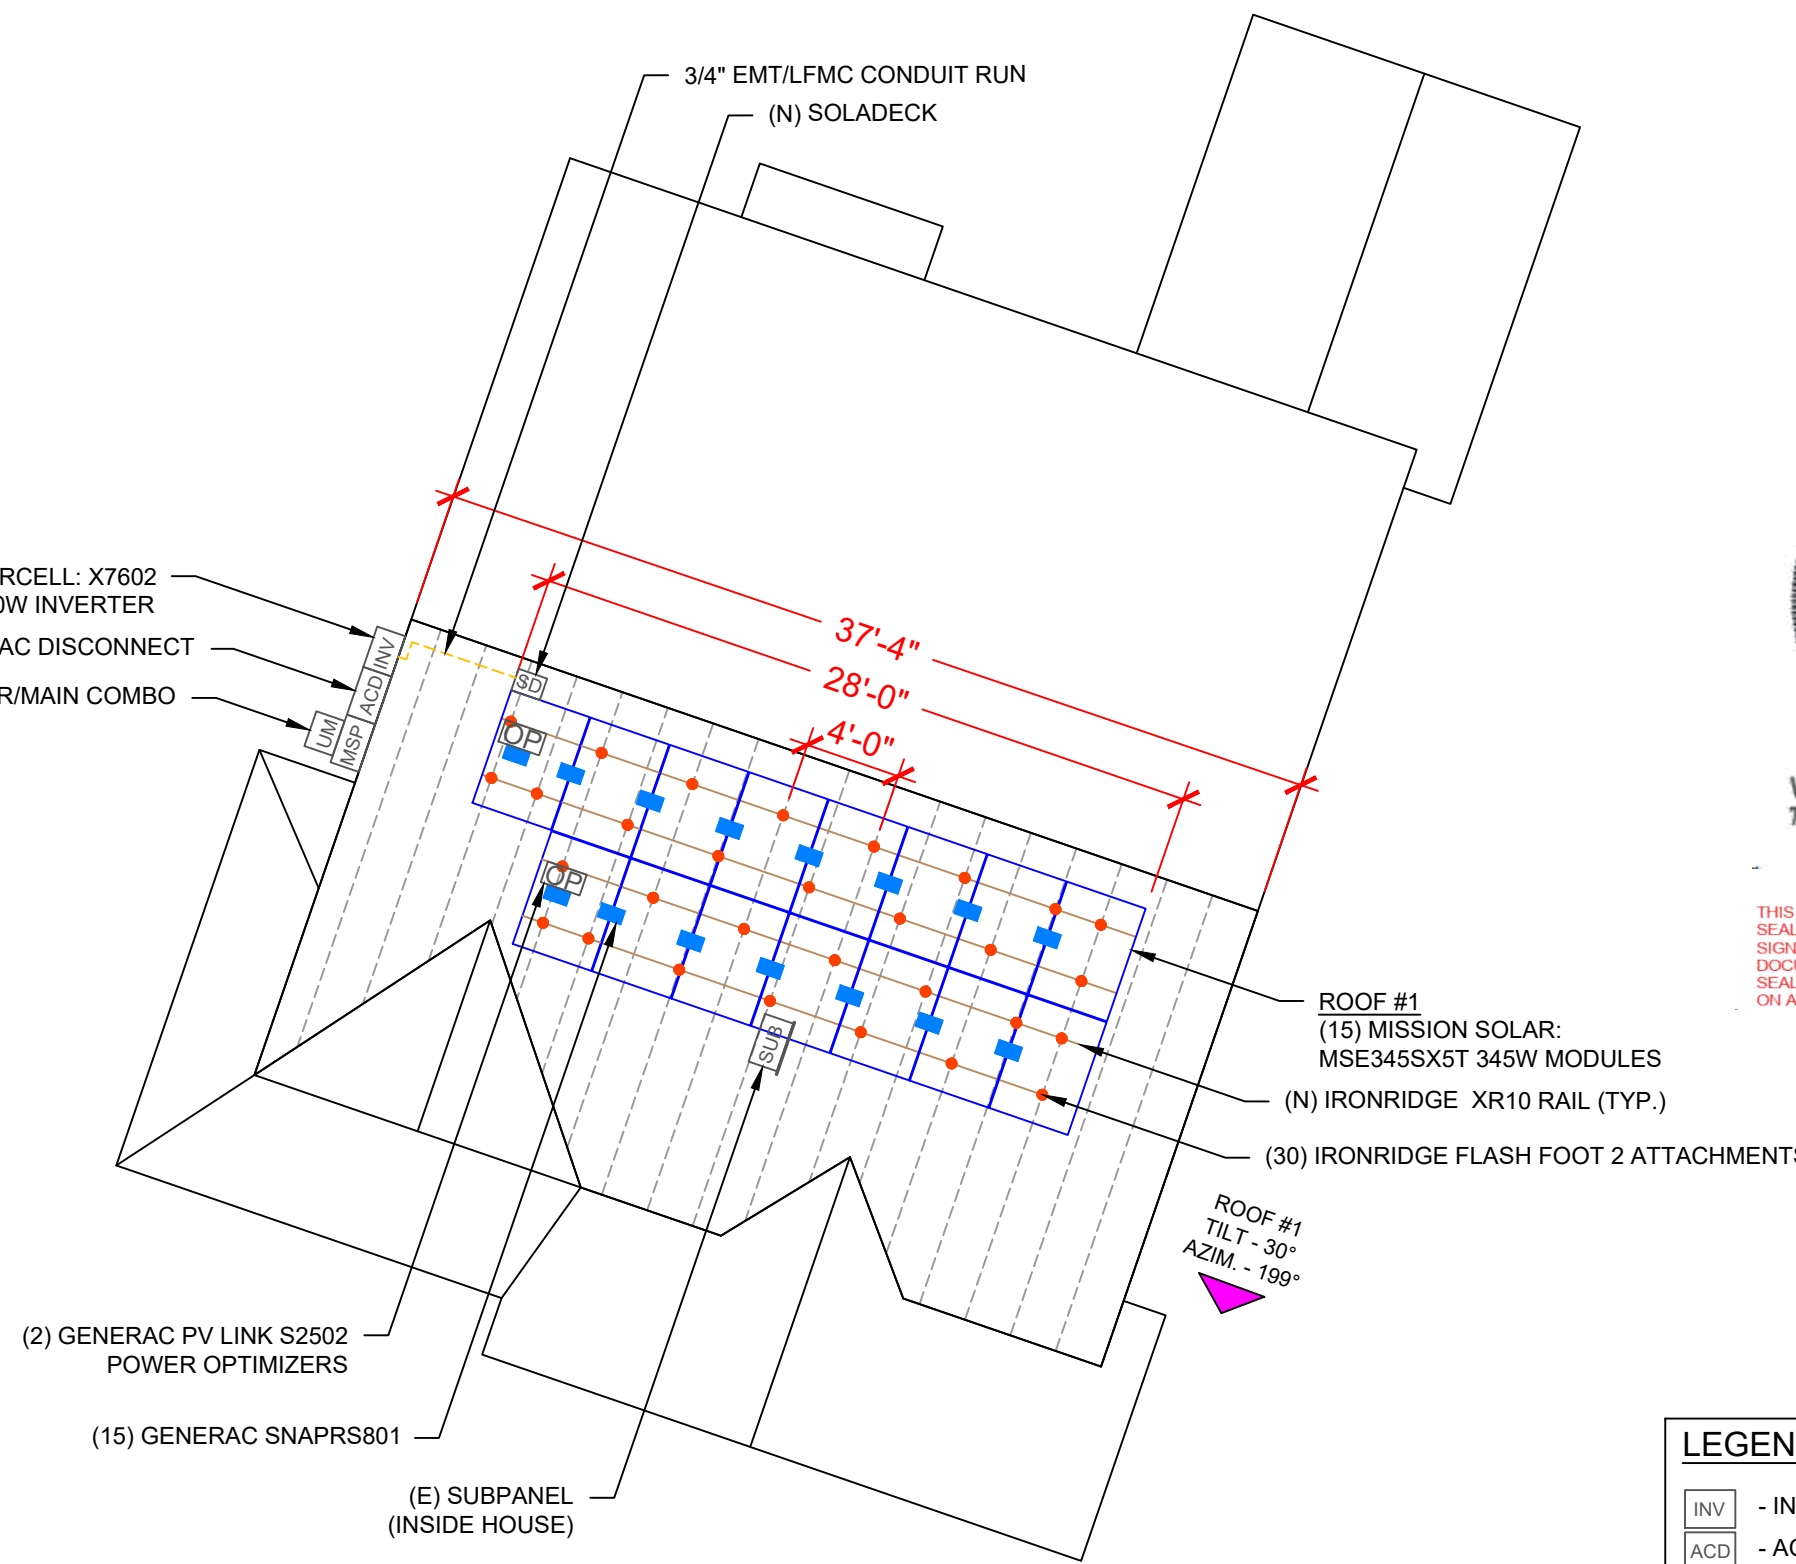 3/4" EMT/LFMC CONDUIT RUN
(N) SOLADECK
RCELL: X7602
0W INVERTER
AC DISCONNECT
R/MAIN COMBO
INV
ACD
MSP
UM
SD
OP
OP
SUB
37'-4"
28'-0"
4'-0"
ROOF #1
(15) MISSION SOLAR:
MSE345SX5T 345W MODULES
(N) IRONRIDGE XR10 RAIL (TYP.)
(30) IRONRIDGE FLASH FOOT 2 ATTACHMENTS
ROOF #1
TILT - 30°
AZIM. - 199°
(2) GENERAC PV LINK S2502
POWER OPTIMIZERS
(15) GENERAC SNAPRS801
(E) SUBPANEL
(INSIDE HOUSE)
THIS
SEAL
SIGN
DOCU
SEAL
ON A
LEGEN
INV - IN
ACD - AC